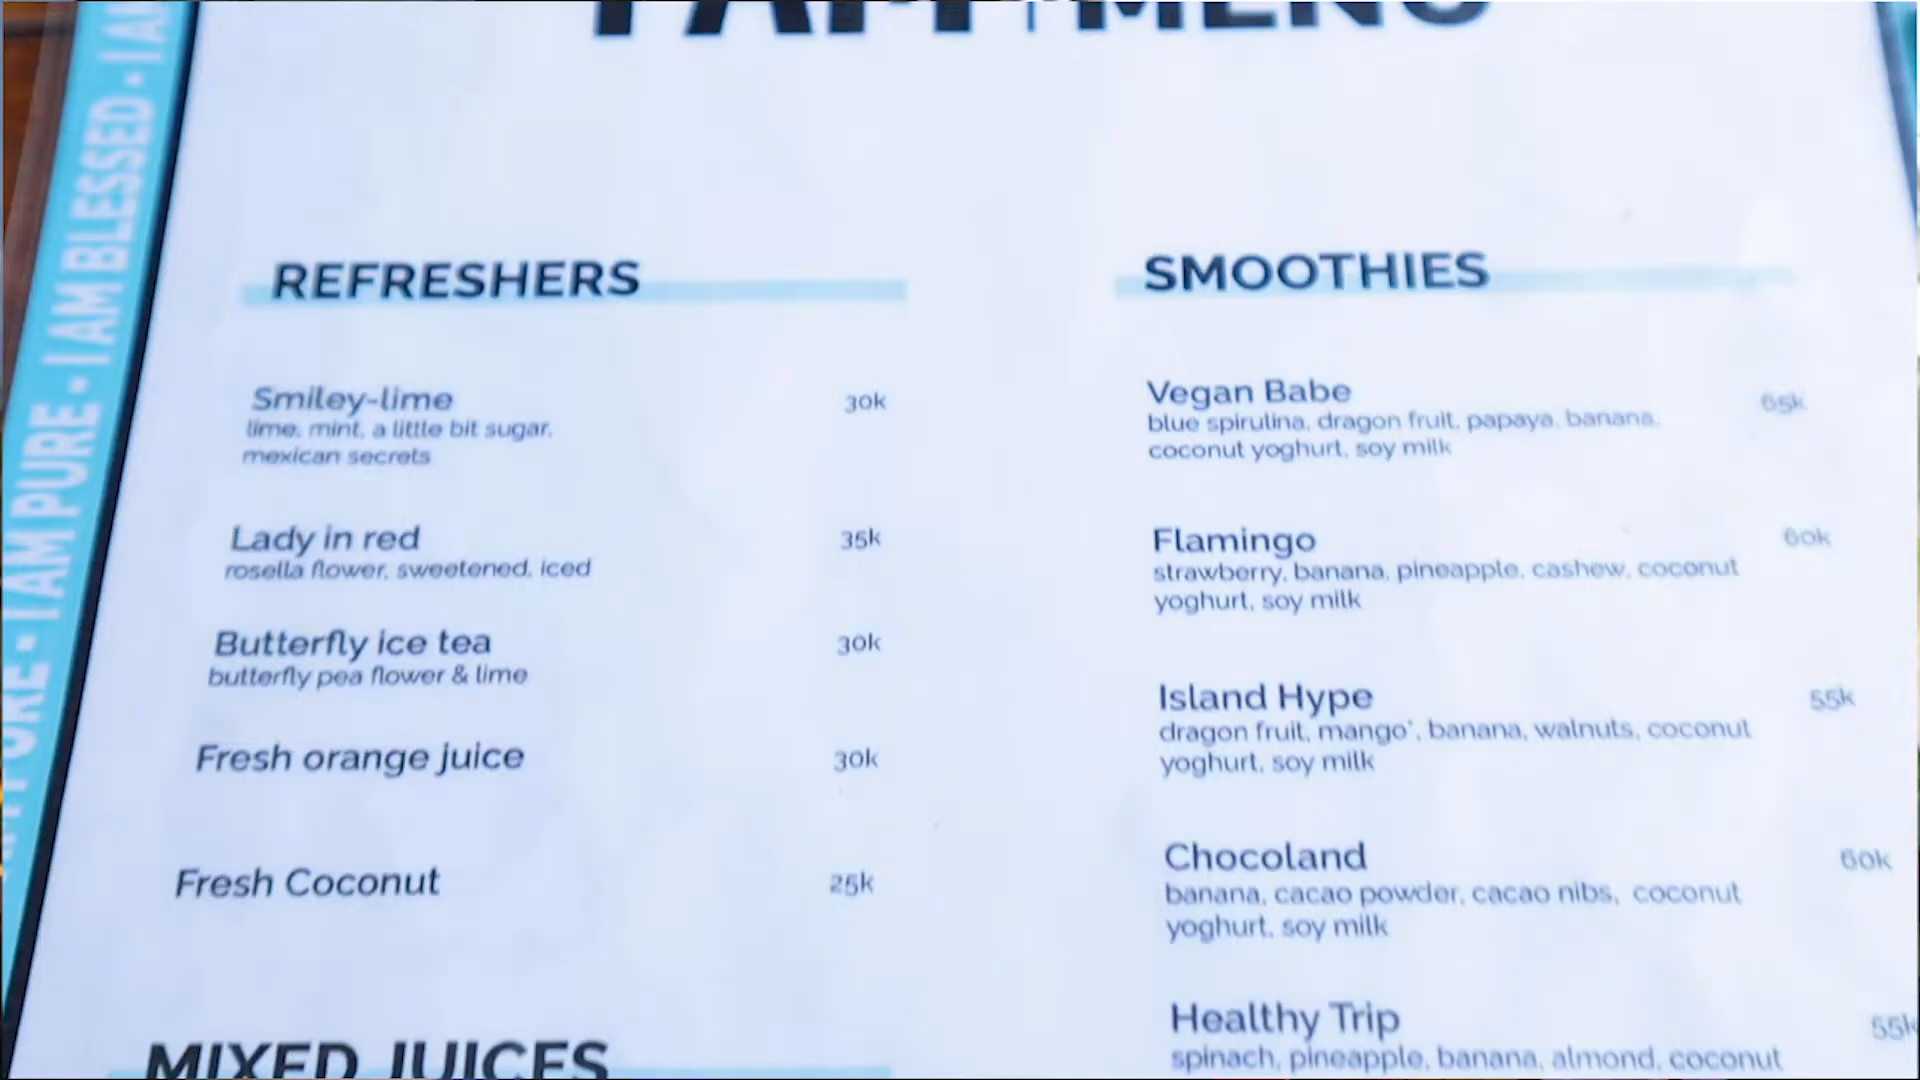 I AM | MENU
I AM PURE • I AM BLESSED • I AM
REFRESHERS
Smiley-lime 30k
lime, mint, a little bit sugar,
mexican secrets
Lady in red 35k
rosella flower, sweetened, iced
Butterfly ice tea 30k
butterfly pea flower & lime
Fresh orange juice 30k
Fresh Coconut 25k
MIXED JUICES
SMOOTHIES
Vegan Babe 65k
blue spirulina, dragon fruit, papaya, banana,
coconut yoghurt, soy milk
Flamingo 60k
strawberry, banana, pineapple, cashew, coconut
yoghurt, soy milk
Island Hype 55k
dragon fruit, mango*, banana, walnuts, coconut
yoghurt, soy milk
Chocoland 60k
banana, cacao powder, cacao nibs, coconut
yoghurt, soy milk
Healthy Trip 55k
spinach, pineapple, banana, almond, coconut